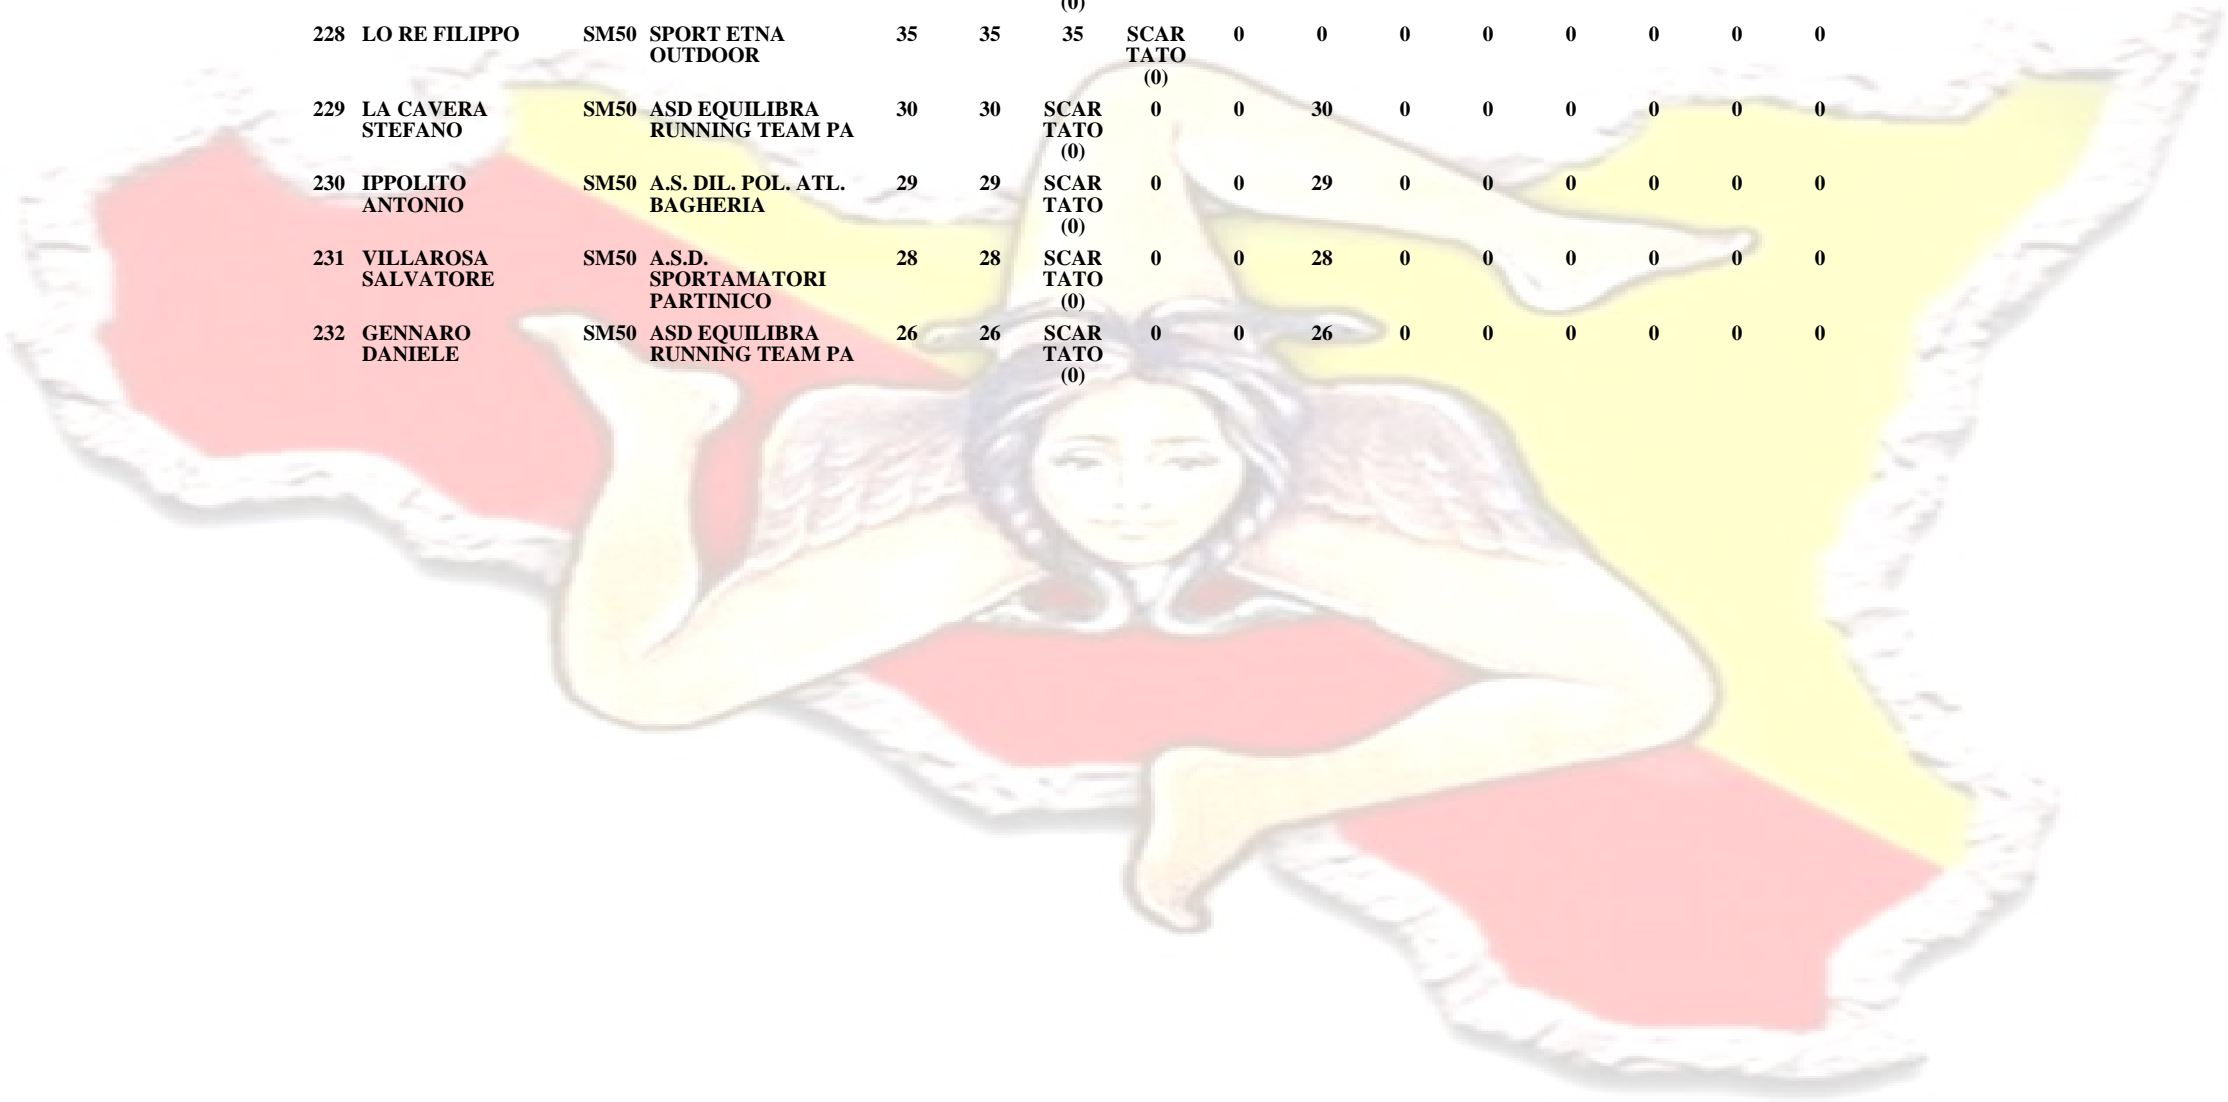 (0)
228 LO RE FILIPPO SM50 SPORT ETNA 35 35 35 SCAR 0 0 0 0 0 0 0 0
OUTDOOR TATO
(0)
229 LA CAVERA SM50 ASD EQUILIBRA 30 30 SCAR 0 0 30 0 0 0 0 0 0
STEFANO RUNNING TEAM PA TATO
(0)
230 IPPOLITO SM50 A.S. DIL. POL. ATL. 29 29 SCAR 0 0 29 0 0 0 0 0 0
ANTONIO BAGHERIA TATO
(0)
231 VILLAROSA SM50 A.S.D. 28 28 SCAR 0 0 28 0 0 0 0 0 0
SALVATORE SPORTAMATORI TATO
PARTINICO (0)
232 GENNARO SM50 ASD EQUILIBRA 26 26 SCAR 0 0 26 0 0 0 0 0 0
DANIELE RUNNING TEAM PA TATO
(0)